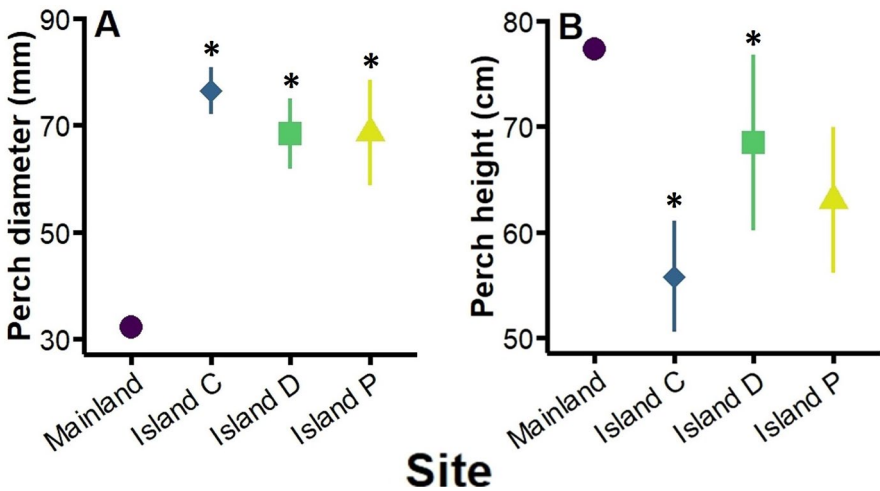 A
Perch diameter (mm)
90
70
50
30
*
*
*
Mainland
Island C
Island D
Island P
B
Perch height (cm)
80
70
60
50
*
*
Mainland
Island C
Island D
Island P
Site